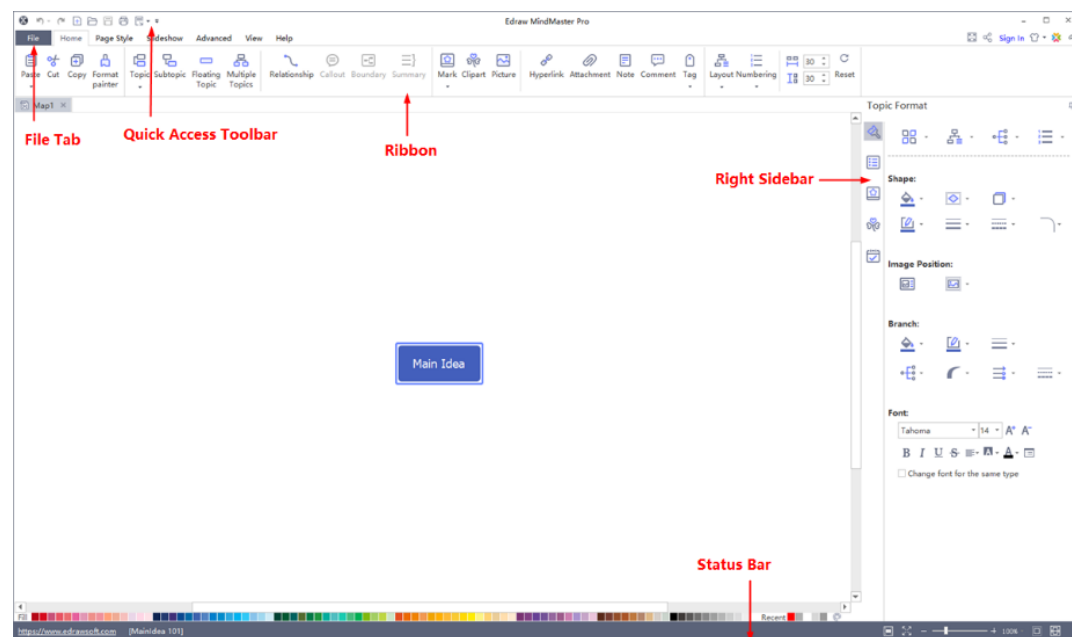 Edraw MindMaster Pro
File Home Page Style Slideshow Advanced View Help Sign In
Paste Cut Copy Format painter Topic Subtopic Floating Topic Multiple Topics Relationship Callout Boundary Summary Mark Clipart Picture Hyperlink Attachment Note Comment Tag Layout Numbering 30 30 Reset
Map1
Topic Format
File Tab
Quick Access Toolbar
Ribbon
Right Sidebar
Shape:
Image Position:
Branch:
Main Idea
Font:
Tahoma 14 A+ A-
B I U S A A
Change font for the same type
Status Bar
Fill Recent
https://www.edrawsoft.com [MainIdea 101] 100%